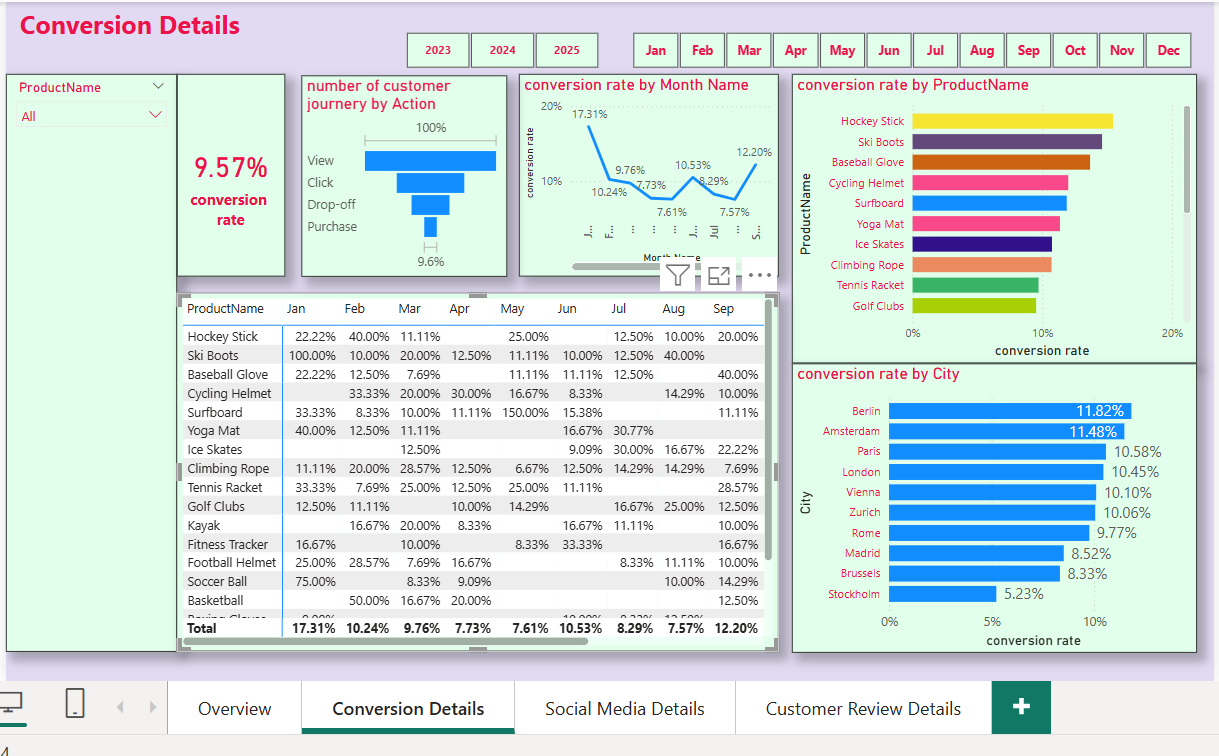 Conversion Details
2023 2024 2025 Jan Feb Mar Apr May Jun Jul Aug Sep Oct Nov Dec
ProductName
All
9.57%
conversion
rate
number of customer
journery by Action
100%
View
Click
Drop-off
Purchase
9.6%
conversion rate by Month Name
conversion rate
20%
10%
17.31%
10.24%
9.76%
7.73%
7.61%
10.53%
8.29%
7.57%
12.20%
J... F... ... ... ... J... Jul ... S...
Month Name
conversion rate by ProductName
ProductName
Hockey Stick
Ski Boots
Baseball Glove
Cycling Helmet
Surfboard
Yoga Mat
Ice Skates
Climbing Rope
Tennis Racket
Golf Clubs
0% 10% 20%
conversion rate
ProductName Jan Feb Mar Apr May Jun Jul Aug Sep
Hockey Stick 22.22% 40.00% 11.11% 25.00% 12.50% 10.00% 20.00%
Ski Boots 100.00% 10.00% 20.00% 12.50% 11.11% 10.00% 12.50% 40.00%
Baseball Glove 22.22% 12.50% 7.69% 11.11% 11.11% 12.50% 40.00%
Cycling Helmet 33.33% 20.00% 30.00% 16.67% 8.33% 14.29% 10.00%
Surfboard 33.33% 8.33% 10.00% 11.11% 150.00% 15.38% 11.11%
Yoga Mat 40.00% 12.50% 11.11% 16.67% 30.77%
Ice Skates 12.50% 9.09% 30.00% 16.67% 22.22%
Climbing Rope 11.11% 20.00% 28.57% 12.50% 6.67% 12.50% 14.29% 14.29% 7.69%
Tennis Racket 33.33% 7.69% 25.00% 12.50% 25.00% 11.11% 28.57%
Golf Clubs 12.50% 11.11% 10.00% 14.29% 16.67% 25.00% 12.50%
Kayak 16.67% 20.00% 8.33% 16.67% 11.11% 10.00%
Fitness Tracker 16.67% 10.00% 8.33% 33.33% 16.67%
Football Helmet 25.00% 28.57% 7.69% 16.67% 8.33% 11.11% 10.00%
Soccer Ball 75.00% 8.33% 9.09% 10.00% 14.29%
Basketball 50.00% 16.67% 20.00% 12.50%
Total 17.31% 10.24% 9.76% 7.73% 7.61% 10.53% 8.29% 7.57% 12.20%
conversion rate by City
City
Berlin 11.82%
Amsterdam 11.48%
Paris 10.58%
London 10.45%
Vienna 10.10%
Zurich 10.06%
Rome 9.77%
Madrid 8.52%
Brussels 8.33%
Stockholm 5.23%
0% 5% 10%
conversion rate
Overview Conversion Details Social Media Details Customer Review Details +